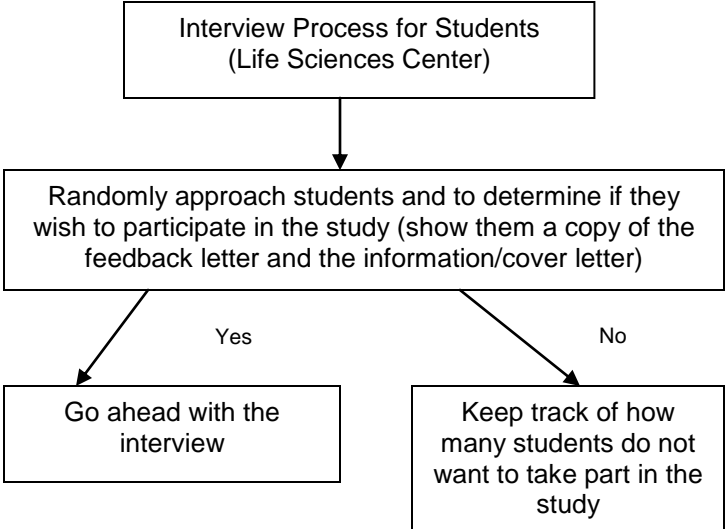 Interview Process for Students
(Life Sciences Center)
Randomly approach students and to determine if they
wish to participate in the study (show them a copy of the
feedback letter and the information/cover letter)
Yes
No
Go ahead with the
interview
Keep track of how
many students do not
want to take part in the
study